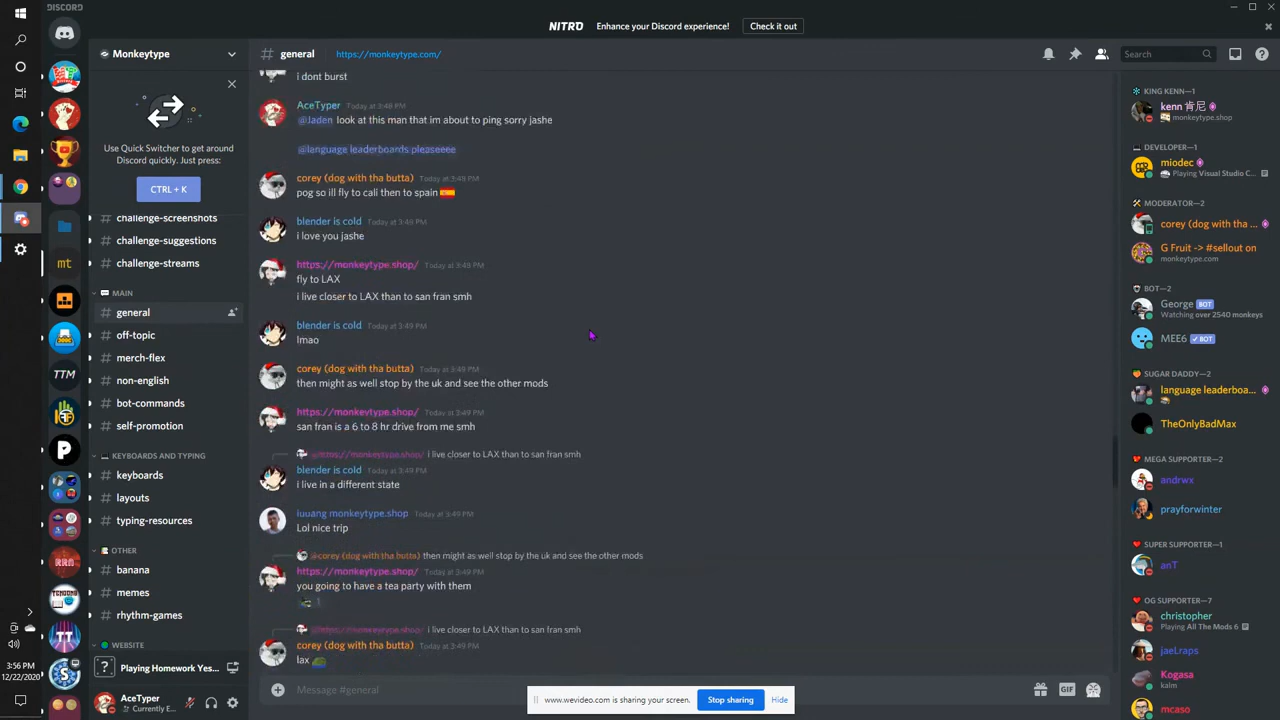 DISCORD
NITRO Enhance your Discord experience! Check it out
Monkeytype
# general https://monkeytype.com/
Search
Use Quick Switcher to get around
Discord quickly. Just press:
CTRL + K
# challenge-screenshots
# challenge-suggestions
# challenge-streams
MAIN
# general
# off-topic
# merch-flex
# non-english
# bot-commands
# self-promotion
KEYBOARDS AND TYPING
# keyboards
# layouts
# typing-resources
OTHER
# banana
# memes
# rhythm-games
WEBSITE
Playing Homework Yes...
AceTyper
Currently E...
mt
TTM
TT
3:56 PM
12/22/2020
i dont burst
AceTyper Today at 3:49 PM
@Jaden look at this man that im about to ping sorry jashe
@language leaderboards pleaseeee
corey (dog with tha butta) Today at 3:49 PM
pog so ill fly to cali then to spain
blender is cold Today at 3:49 PM
i love you jashe
https://monkeytype.shop/ Today at 3:49 PM
fly to LAX
i live closer to LAX than to san fran smh
blender is cold Today at 3:49 PM
lmao
corey (dog with tha butta) Today at 3:49 PM
then might as well stop by the uk and see the other mods
https://monkeytype.shop/ Today at 3:49 PM
san fran is a 6 to 8 hr drive from me smh
@https://monkeytype.shop/ i live closer to LAX than to san fran smh
blender is cold Today at 3:49 PM
i live in a different state
iuuang monkeytype.shop Today at 3:49 PM
Lol nice trip
@corey (dog with tha butta) then might as well stop by the uk and see the other mods
https://monkeytype.shop/ Today at 3:49 PM
you going to have a tea party with them
1
@https://monkeytype.shop/ i live closer to LAX than to san fran smh
corey (dog with tha butta) Today at 3:49 PM
lax
Message #general
GIF
www.wevideo.com is sharing your screen. Stop sharing Hide
KING KENN—1
kenn 肯尼
monkeytype.shop
DEVELOPER—1
miodec
Playing Visual Studio C...
MODERATOR—2
corey (dog with tha ...
G Fruit -> #sellout on
monkeytype.com
BOT—2
George BOT
Watching over 2540 monkeys
MEE6 BOT
SUGAR DADDY—2
language leaderboa...
TheOnlyBadMax
MEGA SUPPORTER—2
andrwx
prayforwinter
SUPER SUPPORTER—1
anT
OG SUPPORTER—7
christopher
Playing All The Mods 6
jaeLraps
Kogasa
kalm
mcaso